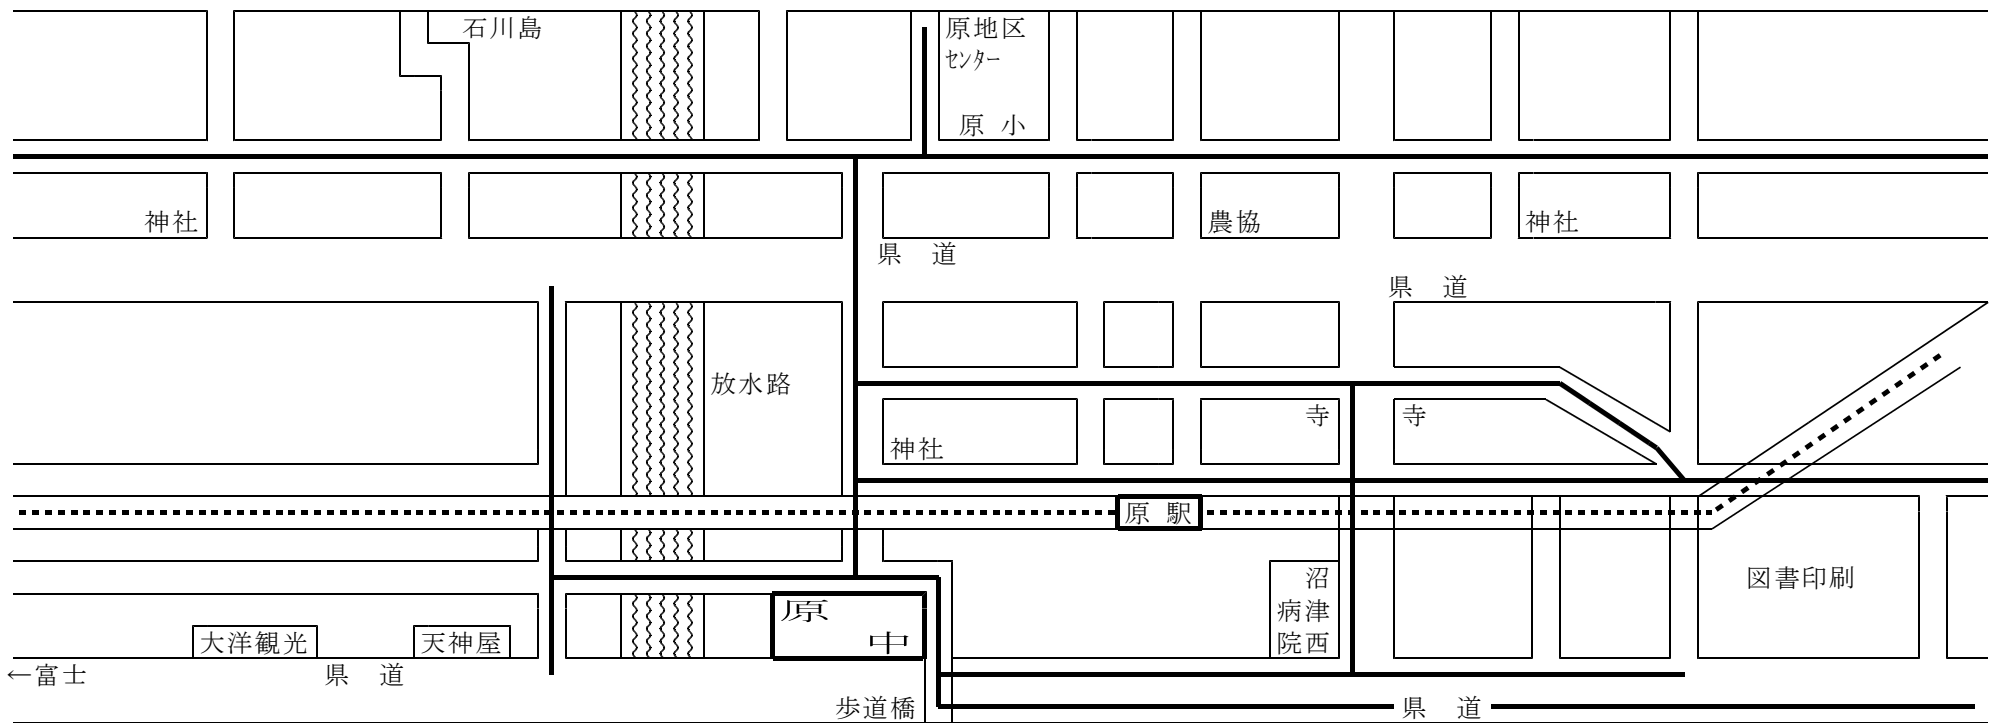 石川島
原地区
センター
原 小
神社
農協
神社
県 道
県 道
放水路
寺
寺
神社
原 駅
図書印刷
沼
病津
院西
原
中
大洋観光
天神屋
←富士
県 道
歩道橋
県 道